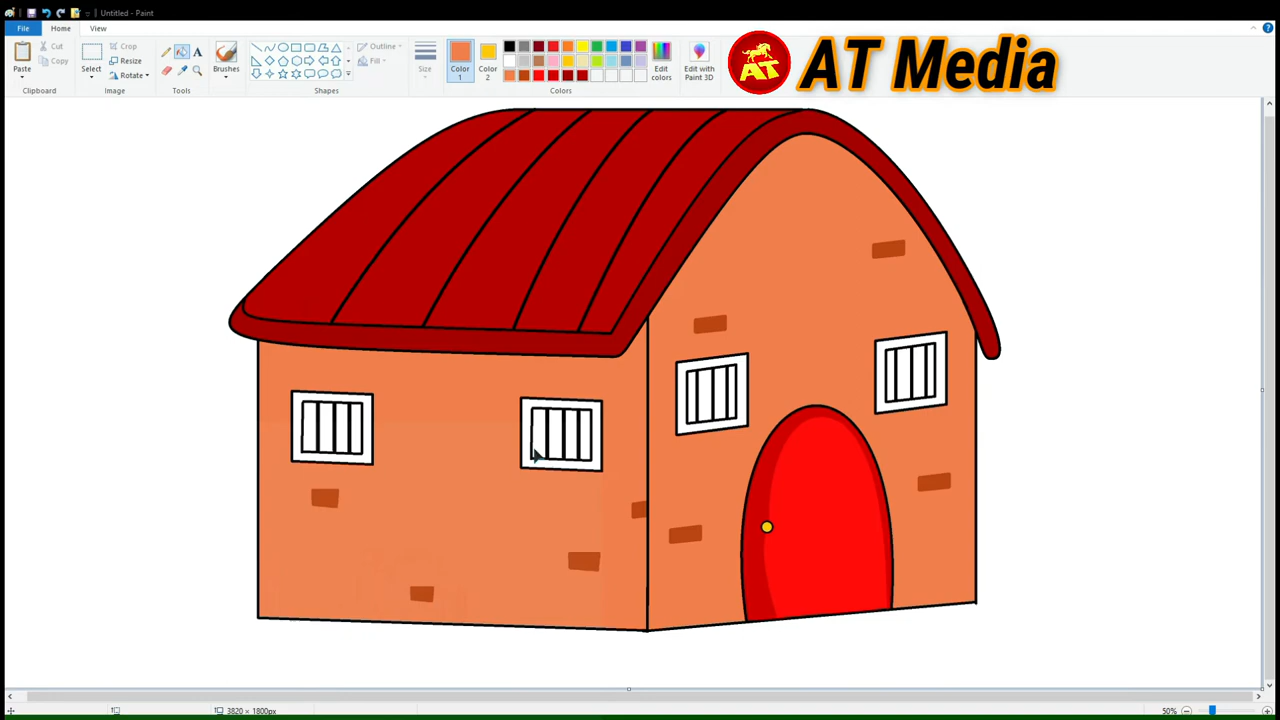 Untitled - Paint
File Home View
Paste Cut Copy Clipboard
Select Crop Resize Rotate Image
Tools
Brushes
Shapes Outline Fill
Size
Color 1 Color 2 Colors
Edit colors
Edit with Paint 3D
AT AT Media
3820 × 1800px 50%